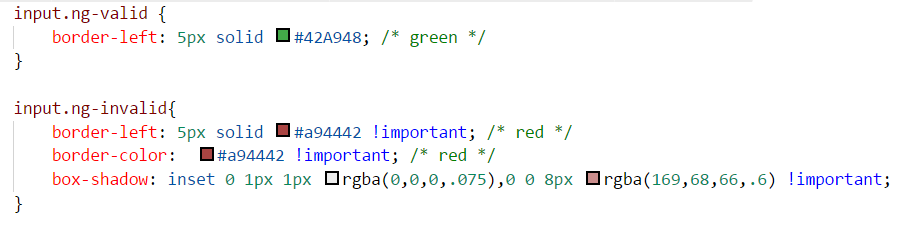 input.ng-valid {
    border-left: 5px solid #42A948; /* green */
}

input.ng-invalid{
    border-left: 5px solid #a94442 !important; /* red */
    border-color:  #a94442 !important; /* red */
    box-shadow: inset 0 1px 1px rgba(0,0,0,.075),0 0 8px rgba(169,68,66,.6) !important;
}